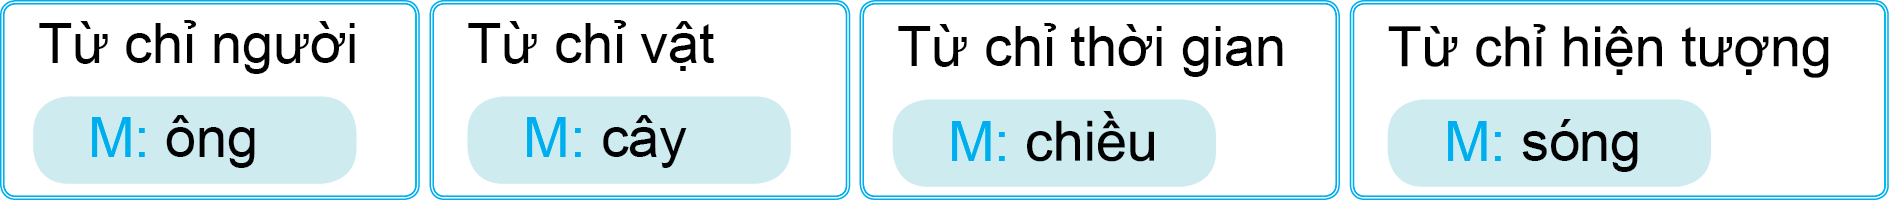 Từ chỉ người
M: ông
Từ chỉ vật
M: cây
Từ chỉ thời gian
M: chiều
Từ chỉ hiện tượng
M: sóng